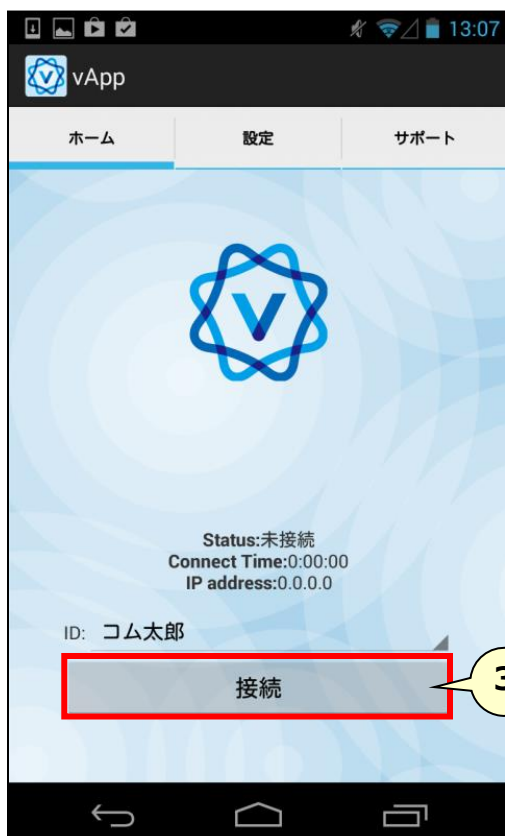 13:07
vApp
ホーム 設定 サポート
Status:未接続
Connect Time:0:00:00
IP address:0.0.0.0
ID: コム太郎
接続
3